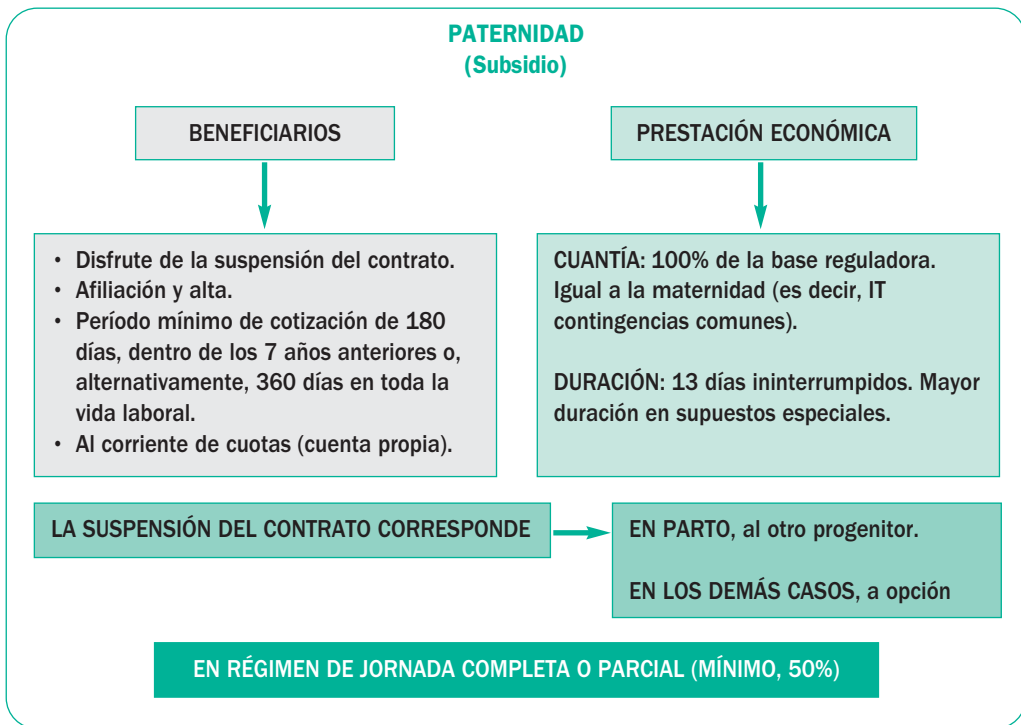 PATERNIDAD
(Subsidio)
BENEFICIARIOS
• Disfrute de la suspensión del contrato.
• Afiliación y alta.
• Período mínimo de cotización de 180
días, dentro de los 7 años anteriores o,
alternativamente, 360 días en toda la
vida laboral.
• Al corriente de cuotas (cuenta propia).
PRESTACIÓN ECONÓMICA
CUANTÍA: 100% de la base reguladora.
Igual a la maternidad (es decir, IT
contingencias comunes).
DURACIÓN: 13 días ininterrumpidos. Mayor
duración en supuestos especiales.
LA SUSPENSIÓN DEL CONTRATO CORRESPONDE
EN PARTO, al otro progenitor.
EN LOS DEMÁS CASOS, a opción
EN RÉGIMEN DE JORNADA COMPLETA O PARCIAL (MÍNIMO, 50%)